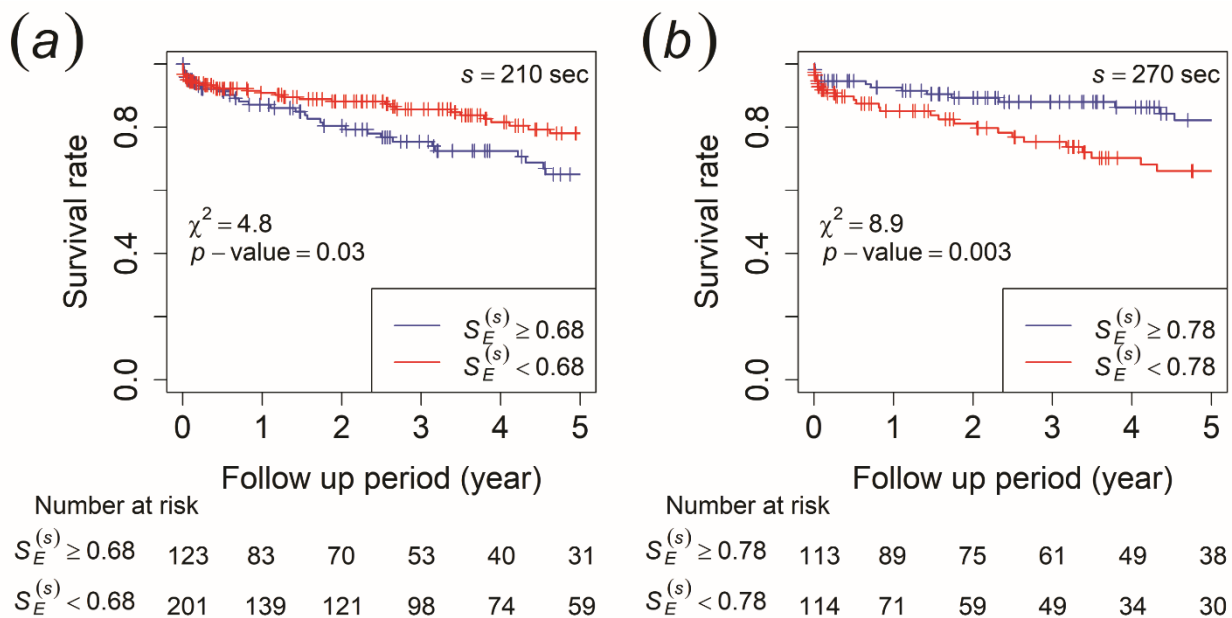 (a)
s = 210 sec
Survival rate
0.0 0.4 0.8
χ² = 4.8
p − value = 0.03
S_E^(s) ≥ 0.68
S_E^(s) < 0.68
0 1 2 3 4 5
Follow up period (year)
Number at risk
S_E^(s) ≥ 0.68 123 83 70 53 40 31
S_E^(s) < 0.68 201 139 121 98 74 59
(b)
s = 270 sec
Survival rate
0.0 0.4 0.8
χ² = 8.9
p − value = 0.003
S_E^(s) ≥ 0.78
S_E^(s) < 0.78
0 1 2 3 4 5
Follow up period (year)
Number at risk
S_E^(s) ≥ 0.78 113 89 75 61 49 38
S_E^(s) < 0.78 114 71 59 49 34 30